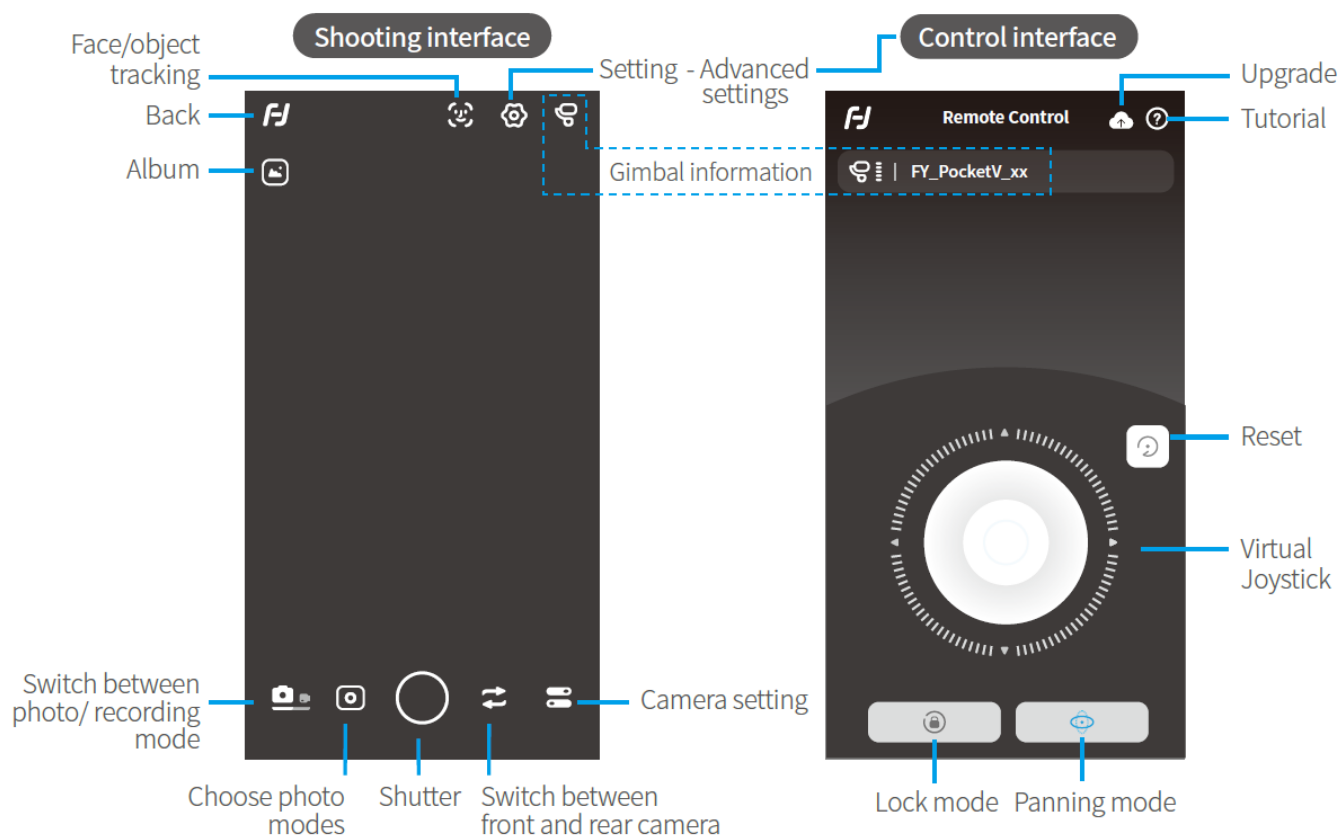 Shooting interface
Control interface
Face/object
tracking
Setting - Advanced
settings
Upgrade
Back
Remote Control
Tutorial
Album
Gimbal information
FY_PocketV_xx
Reset
Virtual
Joystick
Switch between
photo/ recording
mode
Camera setting
Choose photo
modes
Shutter
Switch between
front and rear camera
Lock mode
Panning mode